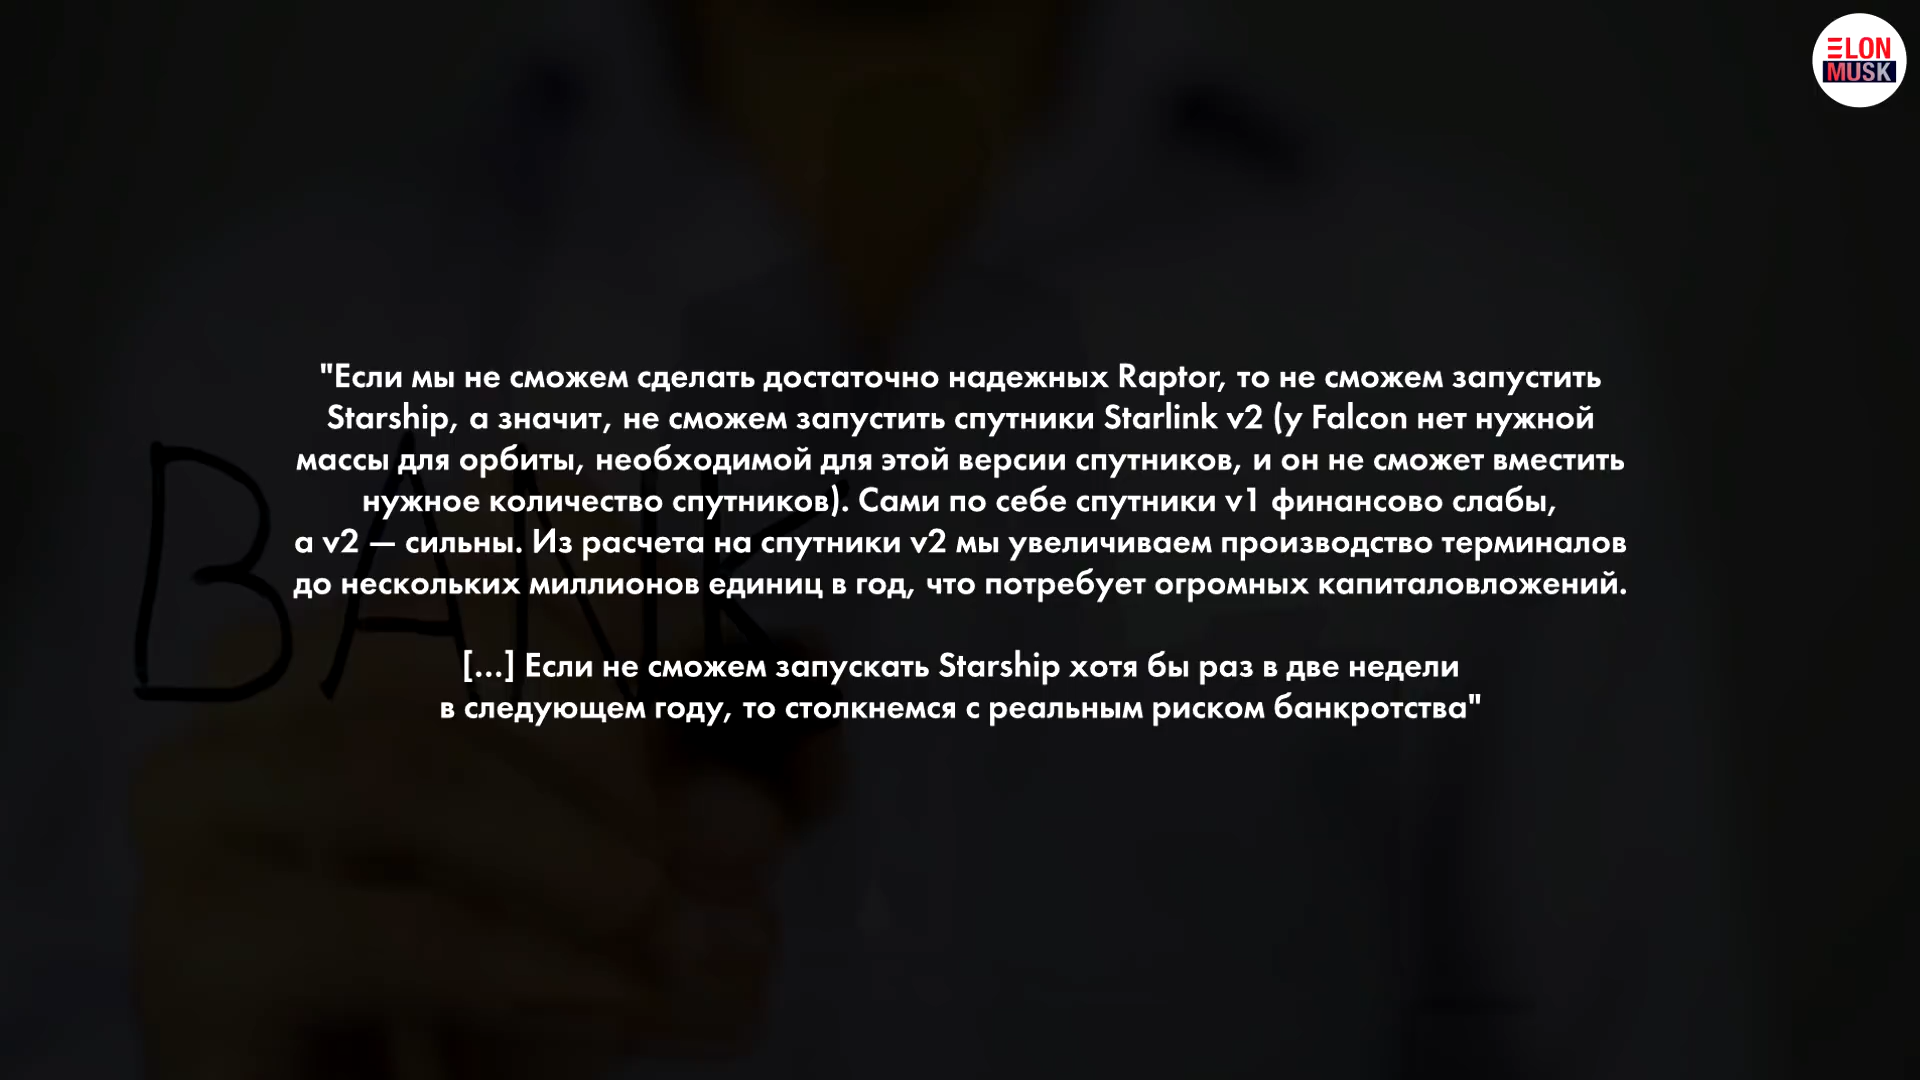 ELON
MUSK
"Если мы не сможем сделать достаточно надежных Raptor, то не сможем запустить
Starship, а значит, не сможем запустить спутники Starlink v2 (у Falcon нет нужной
массы для орбиты, необходимой для этой версии спутников, и он не сможет вместить
нужное количество спутников). Сами по себе спутники v1 финансово слабы,
а v2 — сильны. Из расчета на спутники v2 мы увеличиваем производство терминалов
до нескольких миллионов единиц в год, что потребует огромных капиталовложений.
[...] Если не сможем запускать Starship хотя бы раз в две недели
в следующем году, то столкнемся с реальным риском банкротства"
BANK